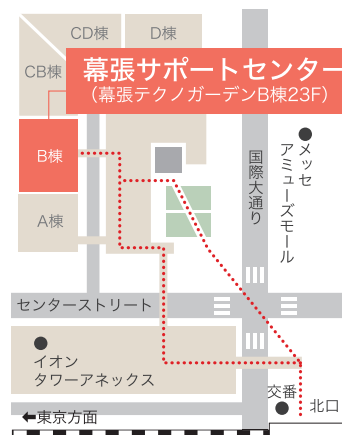 CD棟
D棟
CB棟
幕張サポートセンター
（幕張テクノガーデンB棟23F）
B棟
A棟
国際大通り
メッセ
アミューズモール
センターストリート
イオン
タワーアネックス
交番
北口
←東京方面